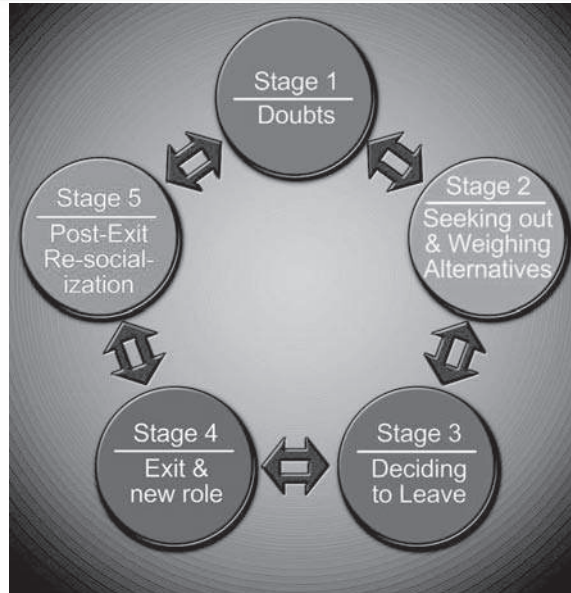 Stage 1
Doubts
Stage 2
Seeking out
& Weighing
Alternatives
Stage 3
Deciding
to Leave
Stage 4
Exit &
new role
Stage 5
Post-Exit
Re-social-
ization